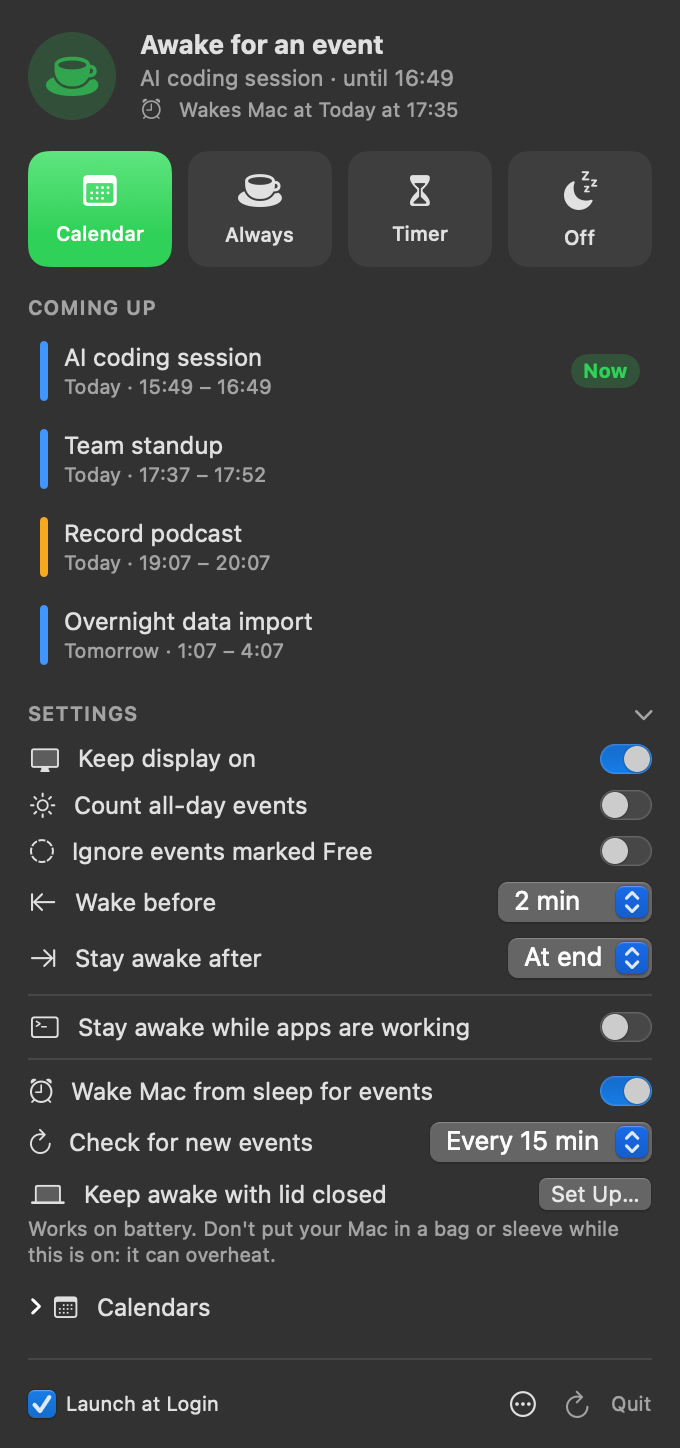 Awake for an event
AI coding session · until 16:49
Wakes Mac at Today at 17:35
Calendar
Always
Timer
Off
COMING UP
AI coding session
Today · 15:49 – 16:49
Now
Team standup
Today · 17:37 – 17:52
Record podcast
Today · 19:07 – 20:07
Overnight data import
Tomorrow · 1:07 – 4:07
SETTINGS
Keep display on
Count all-day events
Ignore events marked Free
Wake before
2 min
Stay awake after
At end
Stay awake while apps are working
Wake Mac from sleep for events
Check for new events
Every 15 min
Keep awake with lid closed
Set Up...
Works on battery. Don't put your Mac in a bag or sleeve while
this is on: it can overheat.
Calendars
Launch at Login
Quit